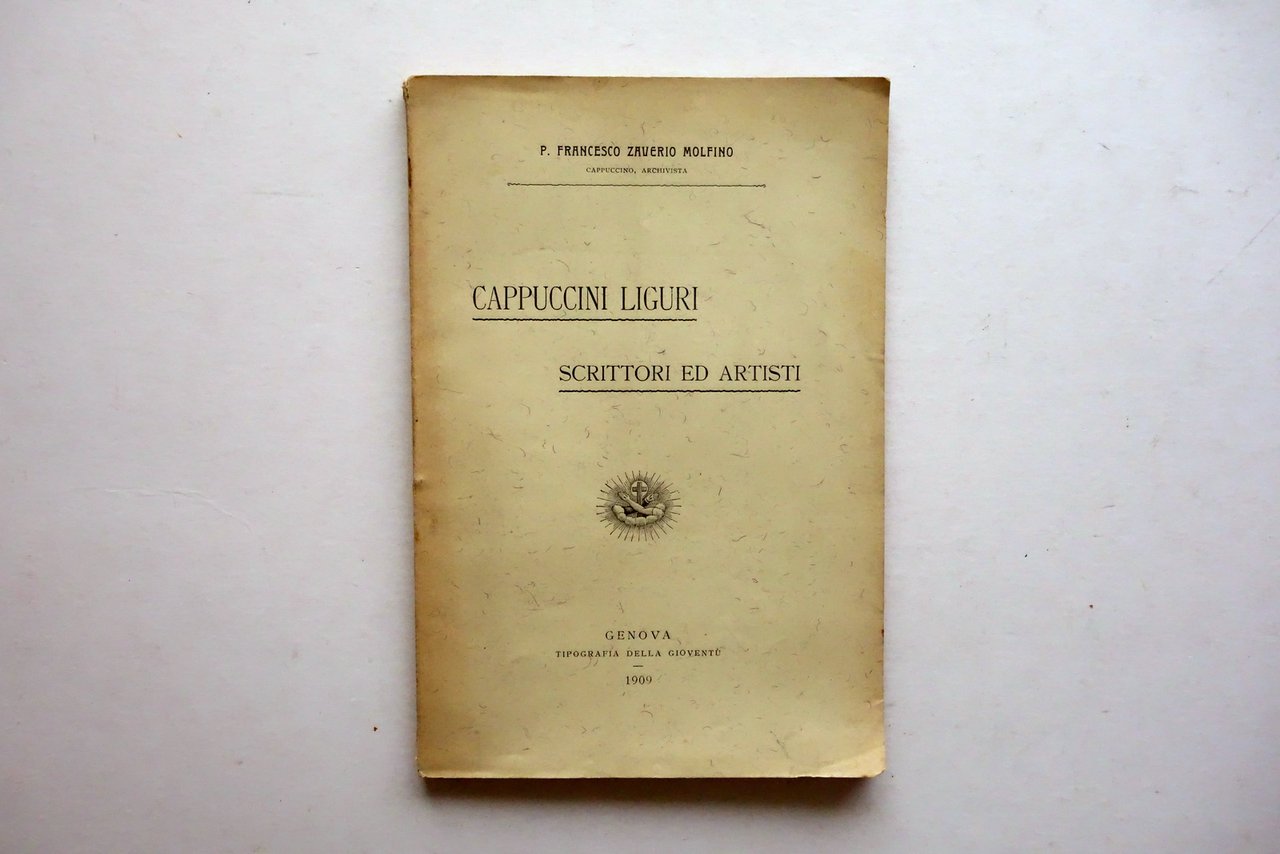 P. FRANCESCO ZAVERIO MOLFINO
CAPPUCCINO, ARCHIVISTA
CAPPUCCINI LIGURI
SCRITTORI ED ARTISTI
GENOVA
TIPOGRAFIA DELLA GIOVENTÙ
1909